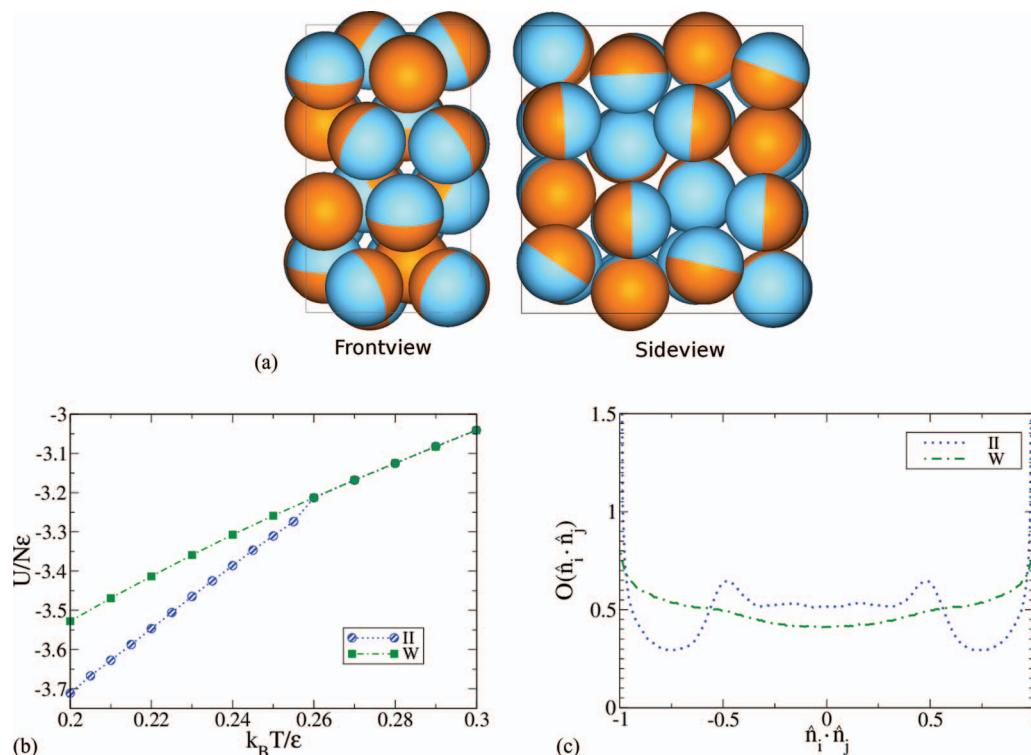 Frontview
Sideview
(a)
-3
-3.1
-3.2
-3.3
-3.4
-3.5
-3.6
-3.7
U/Nε
II
W
0.2
0.22
0.24
0.26
0.28
0.3
k_BT/ε
(b)
1.5
1
0.5
0
O(n̂_i · n̂_j)
II
W
-1
-0.5
0
0.5
n̂_i · n̂_j
(c)